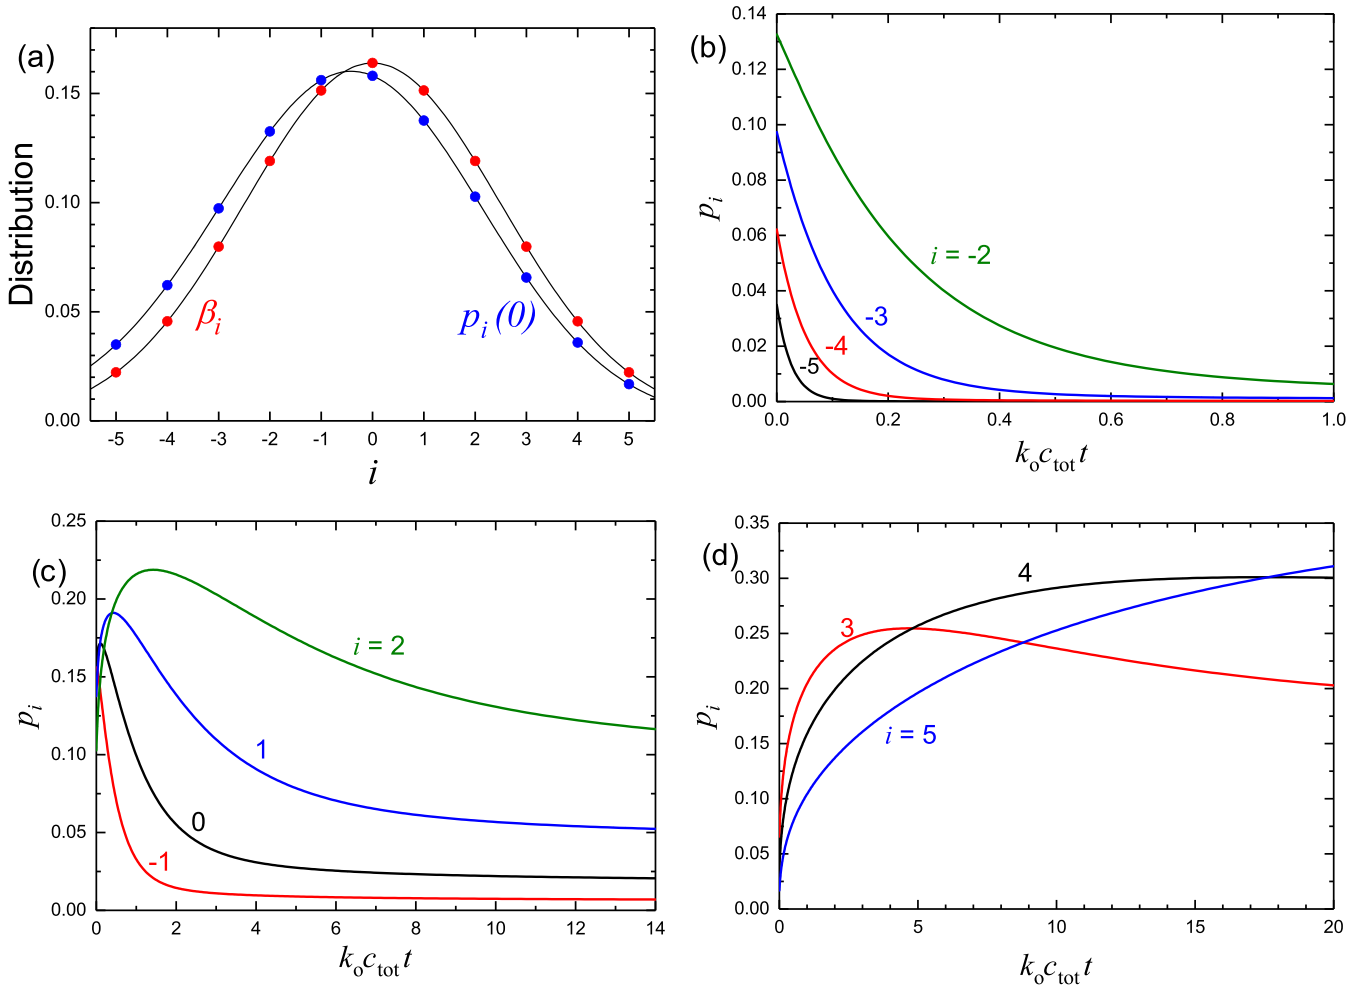 (a)
Distribution
0.15
0.10
0.05
0.00
β_i
p_i (0)
-5 -4 -3 -2 -1 0 1 2 3 4 5
i
(b)
p_i
0.14
0.12
0.10
0.08
0.06
0.04
0.02
0.00
i = -2
-3
-4
-5
0.0 0.2 0.4 0.6 0.8 1.0
k_o c_tot t
(c)
p_i
0.25
0.20
0.15
0.10
0.05
0.00
i = 2
1
0
-1
0 2 4 6 8 10 12 14
k_o c_tot t
(d)
p_i
0.35
0.30
0.25
0.20
0.15
0.10
0.05
0.00
4
3
i = 5
0 5 10 15 20
k_o c_tot t